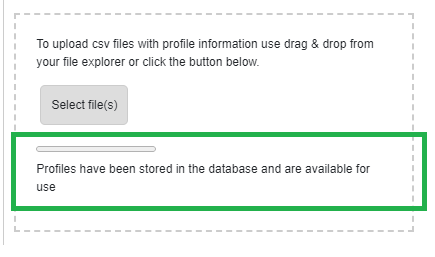 To upload csv files with profile information use drag & drop from
your file explorer or click the button below.
Select file(s)
Profiles have been stored in the database and are available for
use